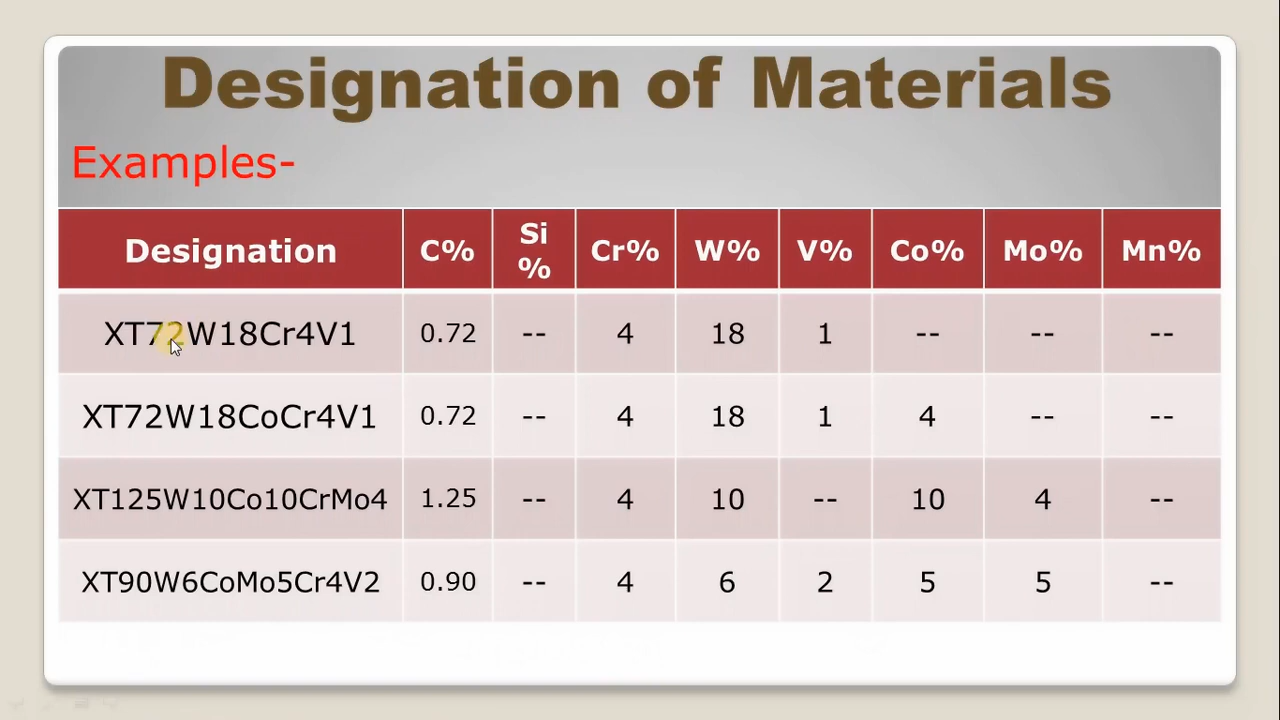 Designation of Materials
Examples-
Designation C% Si % Cr% W% V% Co% Mo% Mn%
XT72W18Cr4V1 0.72 -- 4 18 1 -- -- --
XT72W18CoCr4V1 0.72 -- 4 18 1 4 -- --
XT125W10Co10CrMo4 1.25 -- 4 10 -- 10 4 --
XT90W6CoMo5Cr4V2 0.90 -- 4 6 2 5 5 --